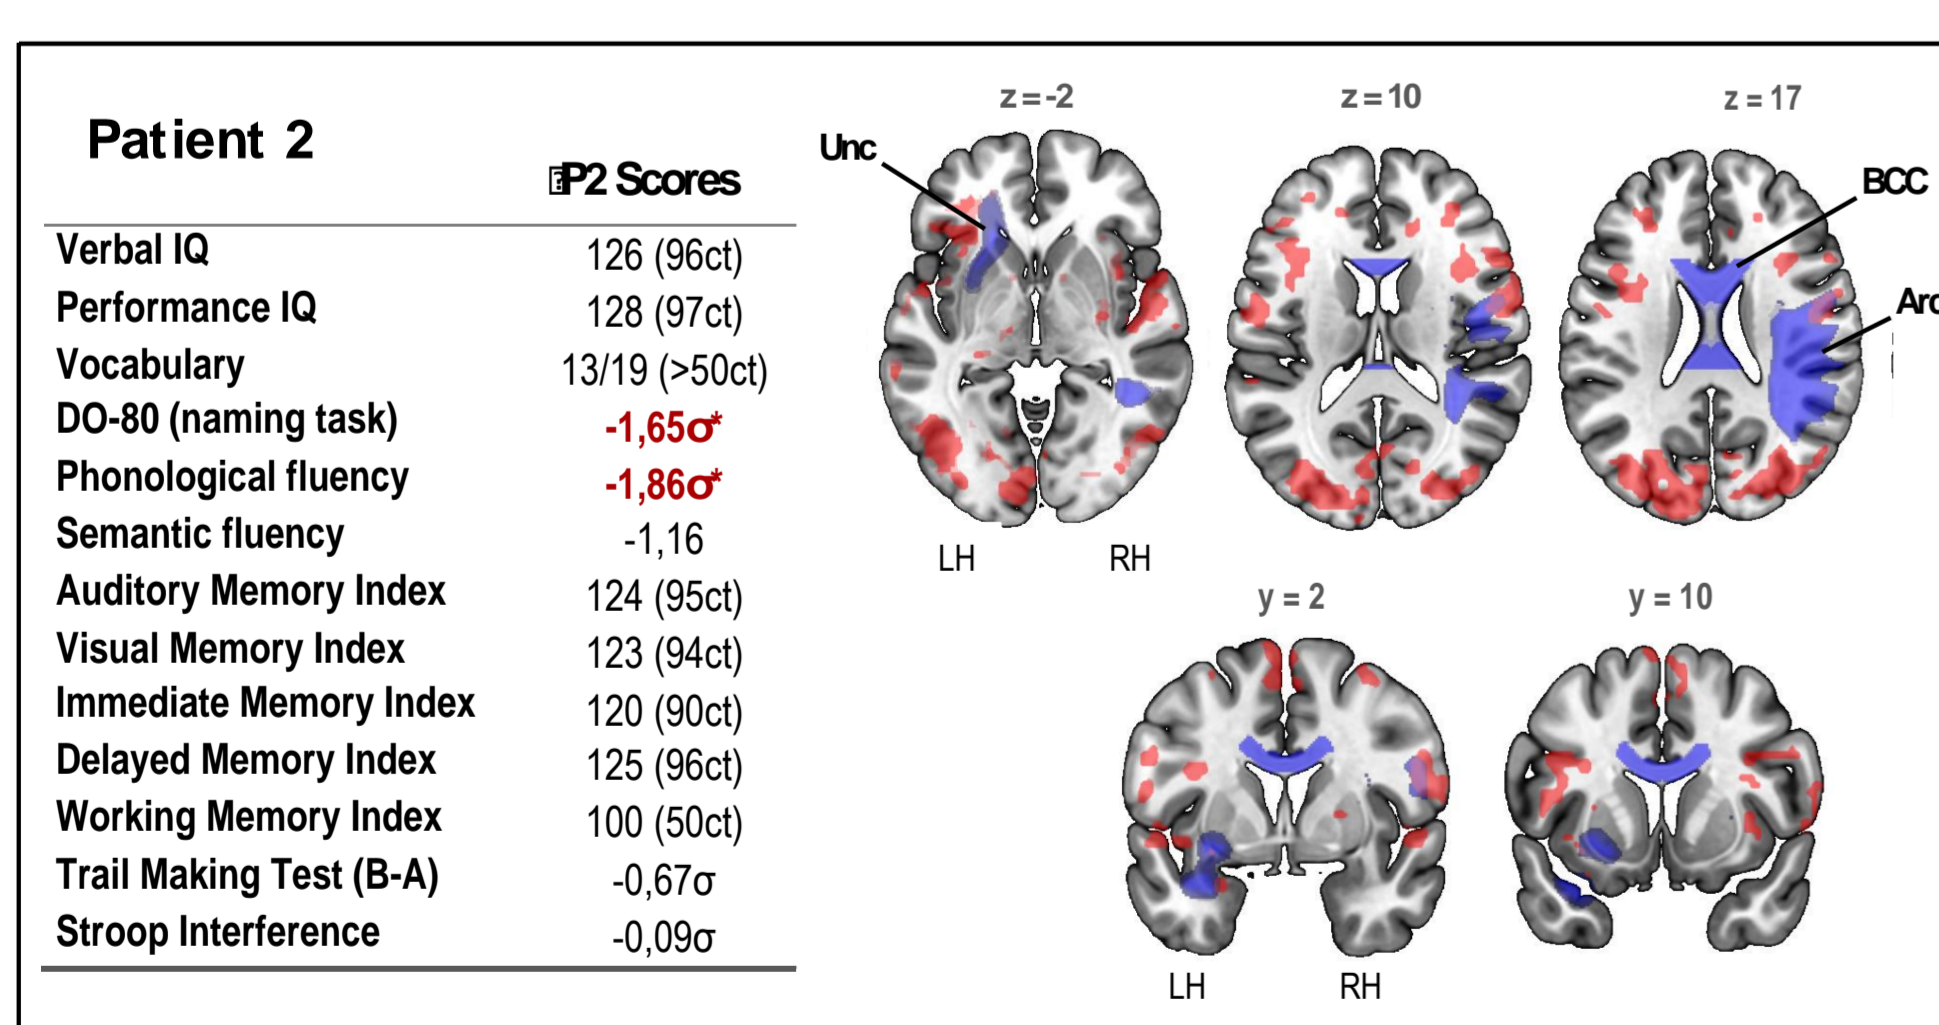 Patient 2
P2 Scores
Verbal IQ 126 (96ct)
Performance IQ 128 (97ct)
Vocabulary 13/19 (>50ct)
DO-80 (naming task) -1,65σ*
Phonological fluency -1,86σ*
Semantic fluency -1,16
Auditory Memory Index 124 (95ct)
Visual Memory Index 123 (94ct)
Immediate Memory Index 120 (90ct)
Delayed Memory Index 125 (96ct)
Working Memory Index 100 (50ct)
Trail Making Test (B-A) -0,67σ
Stroop Interference -0,09σ
z = -2
z = 10
z = 17
Unc
BCC
Arc
LH RH
y = 2
y = 10
LH RH